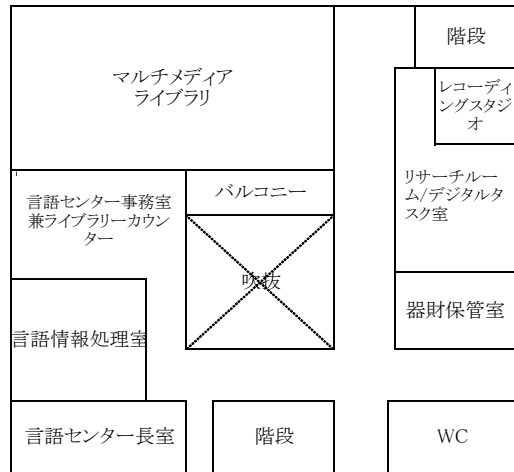 階段
マルチメディア
ライブラリ
レコーディ
ングスタジ
オ
リサーチルー
ム/デジタルタ
スク室
言語センター事務室
兼ライブラリーカウン
ター
バルコニー
吹抜
器財保管室
言語情報処理室
言語センター長室
階段
WC